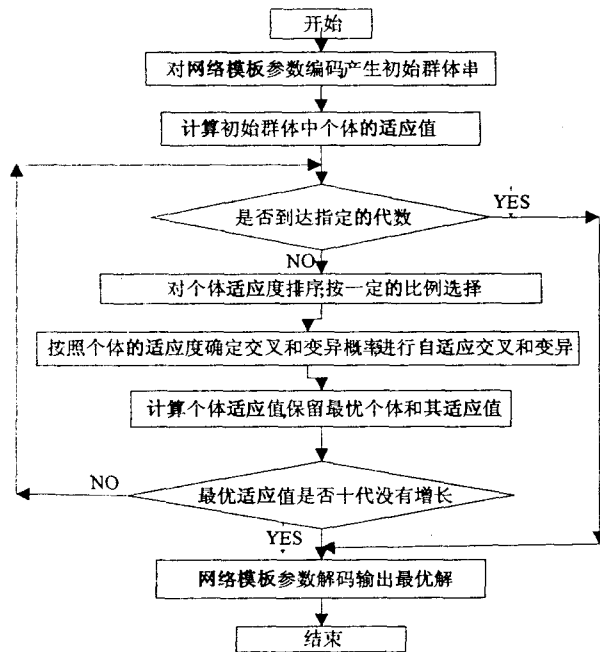 开始
对网络模板参数编码产生初始群体串
计算初始群体中个体的适应值
是否到达指定的代数
YES
NO
对个体适应度排序,按一定的比例选择
按照个体的适应度确定交叉和变异概率进行自适应交叉和变异
计算个体适应值,保留最优个体和其适应值
最优适应值是否十代没有增长
NO
YES
网络模板参数解码输出最优解
结束